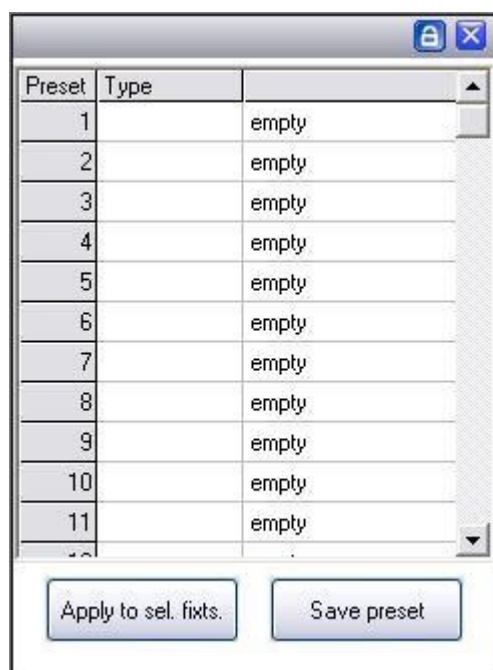 Preset Type
1 empty
2 empty
3 empty
4 empty
5 empty
6 empty
7 empty
8 empty
9 empty
10 empty
11 empty
Apply to sel. fixts. Save preset